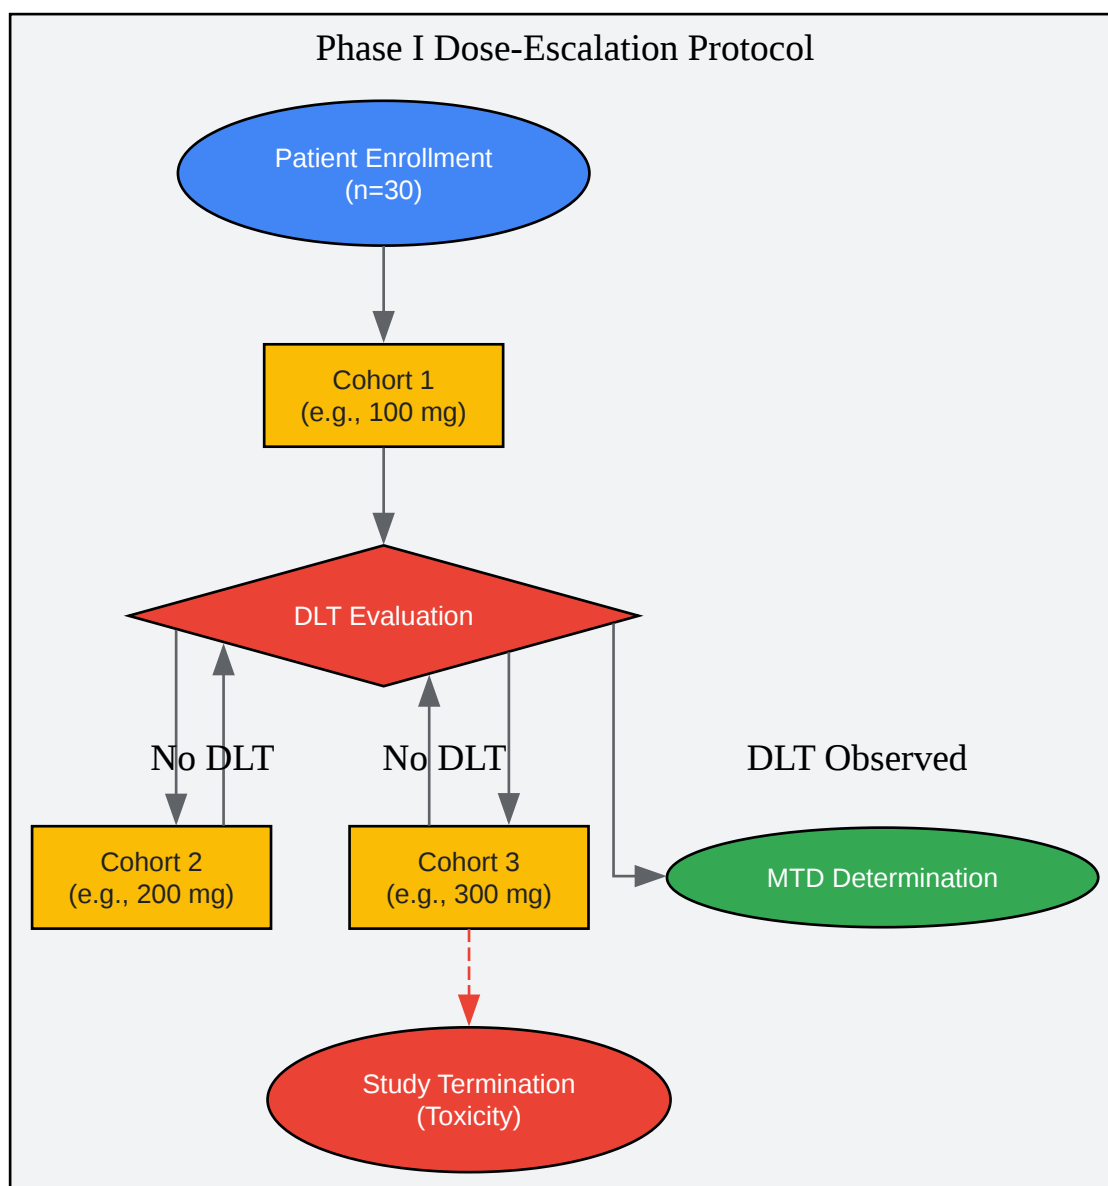 Phase I Dose-Escalation Protocol
Patient Enrollment
(n=30)
Cohort 1
(e.g., 100 mg)
DLT Evaluation
No DLT
No DLT
DLT Observed
Cohort 2
(e.g., 200 mg)
Cohort 3
(e.g., 300 mg)
MTD Determination
Study Termination
(Toxicity)